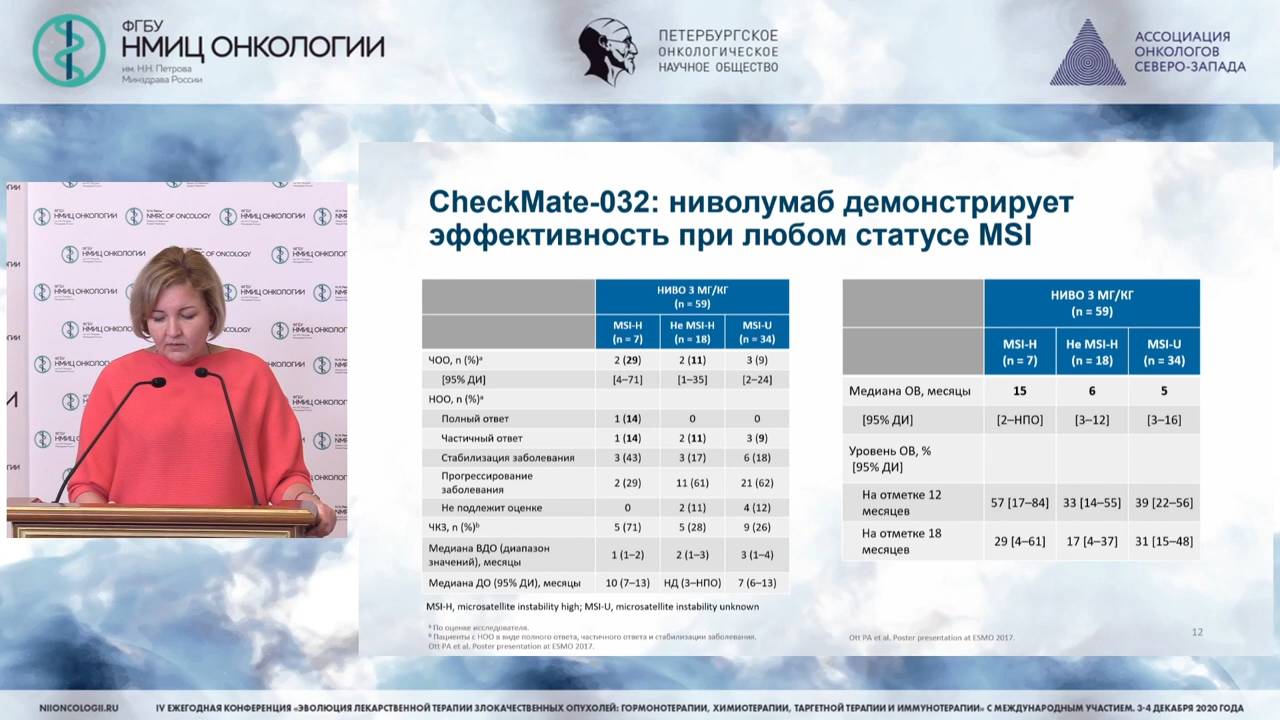 ФГБУ
НМИЦ ОНКОЛОГИИ
им. Н.Н. Петрова
Минздрава России
ПЕТЕРБУРГСКОЕ
ОНКОЛОГИЧЕСКОЕ
НАУЧНОЕ ОБЩЕСТВО
АССОЦИАЦИЯ
ОНКОЛОГОВ
СЕВЕРО-ЗАПАДА
НМИЦ ОНКОЛОГИИ
NMRC OF ONCOLOGY
НМИЦ ОНКОЛОГИИ
CheckMate-032: ниволумаб демонстрирует
эффективность при любом статусе MSI
НИВО 3 МГ/КГ
(n = 59)
MSI-H (n = 7) Не MSI-H (n = 18) MSI-U (n = 34)
ЧОО, n (%)ᵃ 2 (29) 2 (11) 3 (9)
[95% ДИ] [4–71] [1–35] [2–24]
НОО, n (%)ᵃ
Полный ответ 1 (14) 0 0
Частичный ответ 1 (14) 2 (11) 3 (9)
Стабилизация заболевания 3 (43) 3 (17) 6 (18)
Прогрессирование
заболевания 2 (29) 11 (61) 21 (62)
Не подлежит оценке 0 2 (11) 4 (12)
ЧКЗ, n (%)ᵇ 5 (71) 5 (28) 9 (26)
Медиана ВДО (диапазон
значений), месяцы 1 (1–2) 2 (1–3) 3 (1–4)
Медиана ДО (95% ДИ), месяцы 10 (7–13) НД (3–НПО) 7 (6–13)
MSI-H, microsatellite instability high; MSI-U, microsatellite instability unknown
ᵃ По оценке исследователя.
ᵇ Пациенты с НОО в виде полного ответа, частичного ответа и стабилизации заболевания.
Ott PA et al. Poster presentation at ESMO 2017.
НИВО 3 МГ/КГ
(n = 59)
MSI-H (n = 7) Не MSI-H (n = 18) MSI-U (n = 34)
Медиана ОВ, месяцы 15 6 5
[95% ДИ] [2–НПО] [3–12] [3–16]
Уровень ОВ, %
[95% ДИ]
На отметке 12
месяцев 57 [17–84] 33 [14–55] 39 [22–56]
На отметке 18
месяцев 29 [4–61] 17 [4–37] 31 [15–48]
Ott PA et al. Poster presentation at ESMO 2017.
12
NIIONCOLOGII.RU
IV ЕЖЕГОДНАЯ КОНФЕРЕНЦИЯ «ЭВОЛЮЦИЯ ЛЕКАРСТВЕННОЙ ТЕРАПИИ ЗЛОКАЧЕСТВЕННЫХ ОПУХОЛЕЙ: ГОРМОНОТЕРАПИИ, ХИМИОТЕРАПИИ, ТАРГЕТНОЙ ТЕРАПИИ И ИММУНОТЕРАПИИ» С МЕЖДУНАРОДНЫМ УЧАСТИЕМ. 3-4 ДЕКАБРЯ 2020 ГОДА